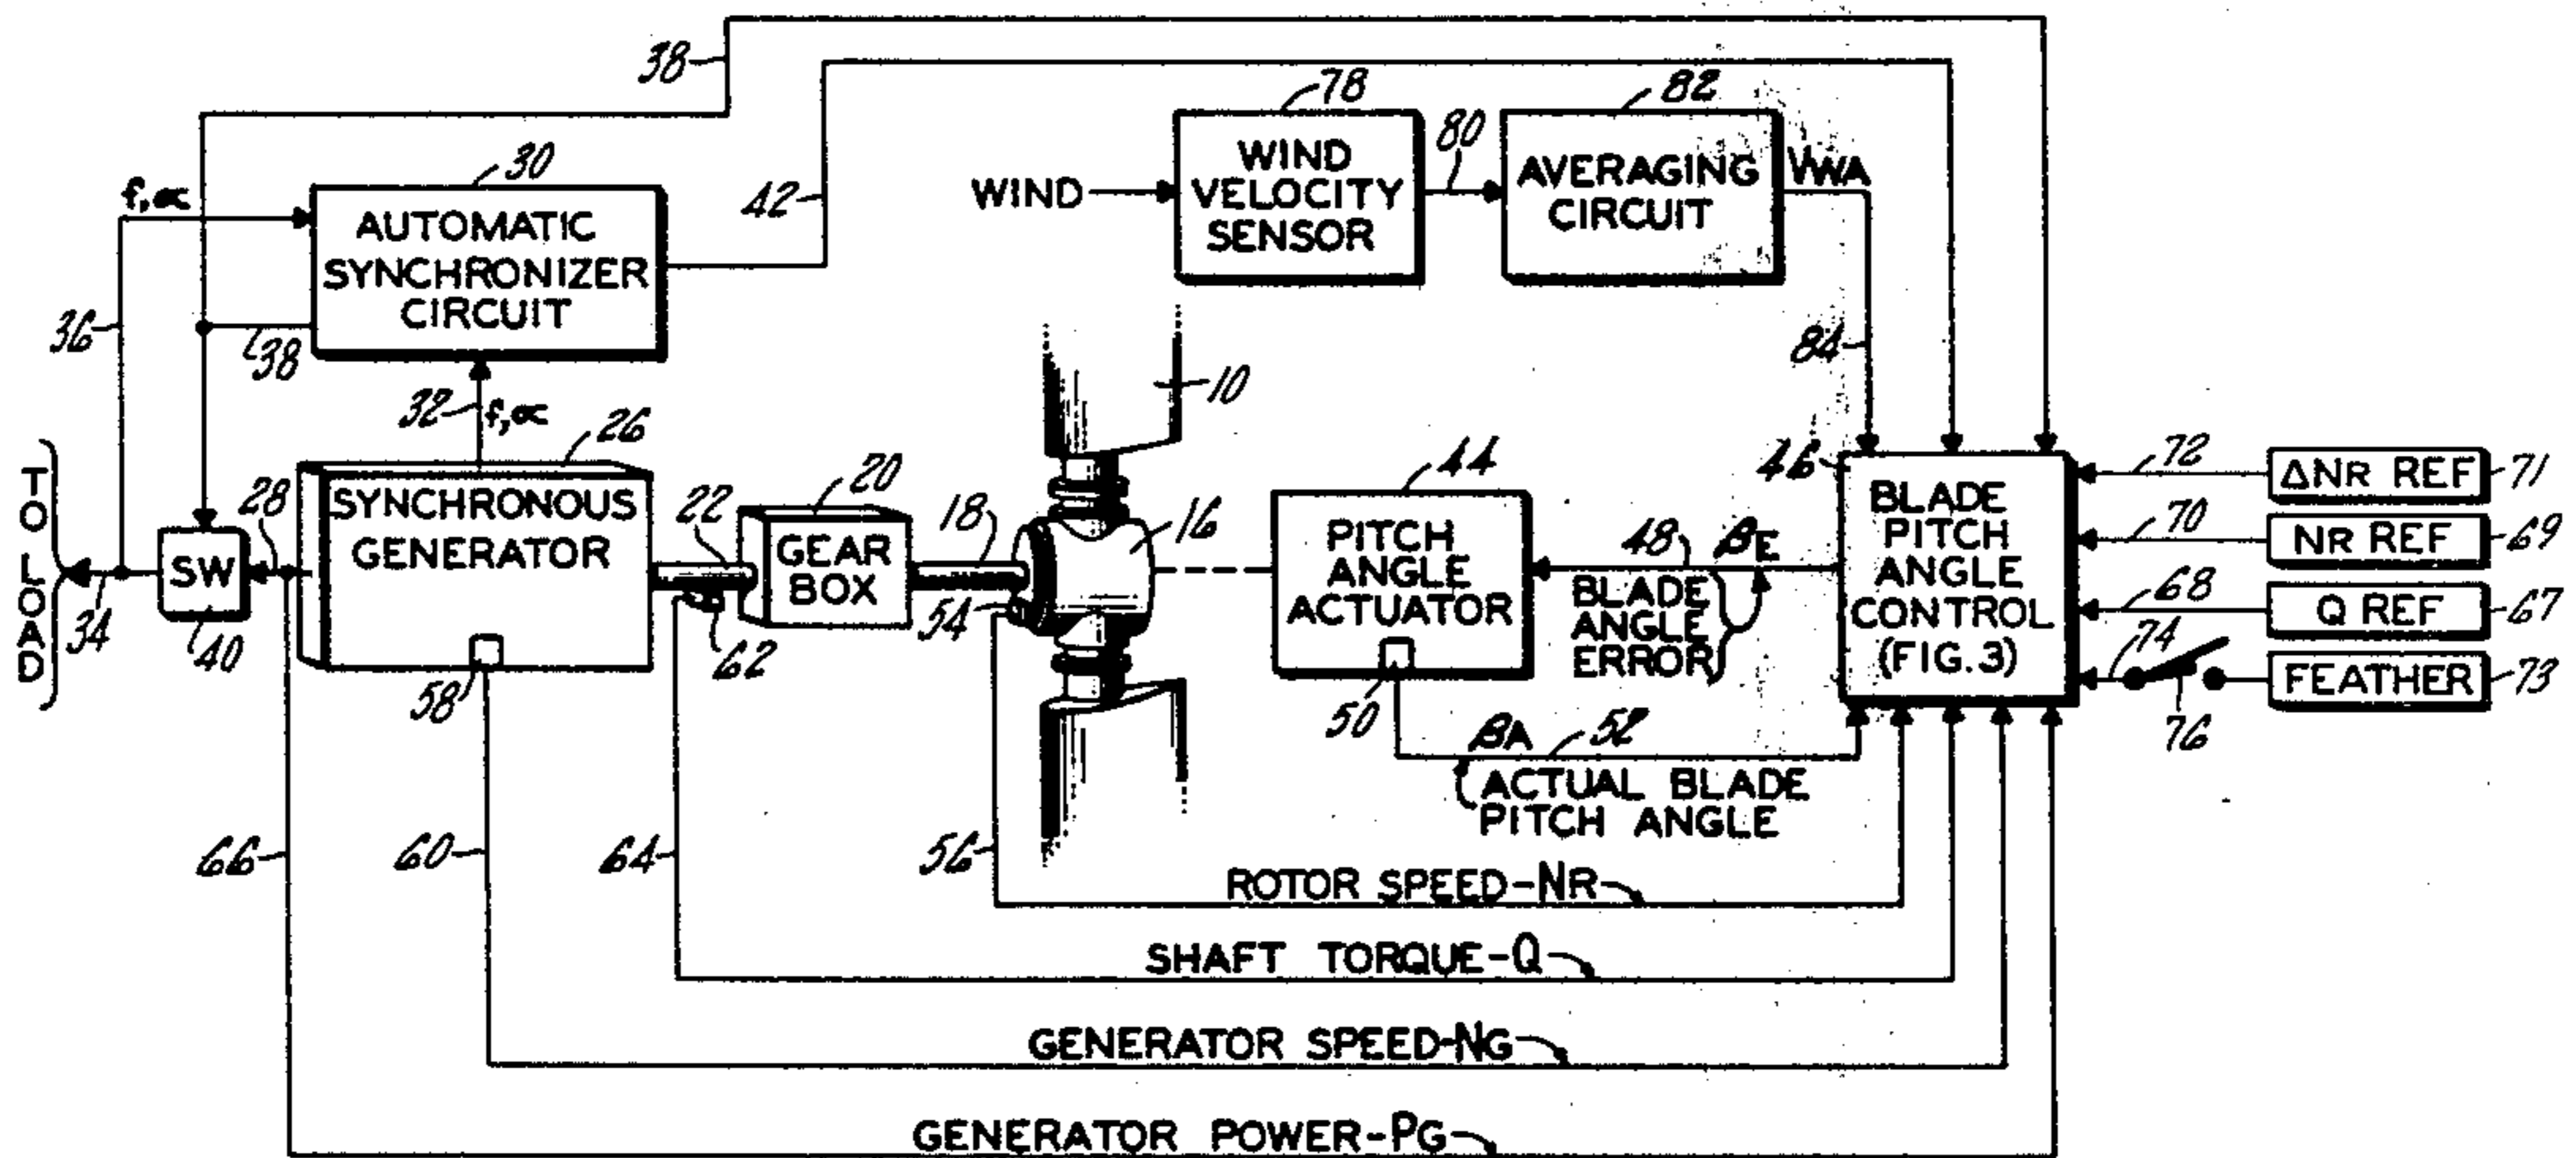 38
78
82
WIND
VELOCITY
SENSOR
80
AVERAGING
CIRCUIT
VWA
WIND
42
30
f,∝
AUTOMATIC
SYNCHRONIZER
CIRCUIT
36
38
84
10
32
f,∝
26
TO LOAD
28
SYNCHRONOUS
GENERATOR
22
20
GEAR
BOX
18
16
44
PITCH
ANGLE
ACTUATOR
48
βE
BLADE
ANGLE
ERROR
46
BLADE
PITCH
ANGLE
CONTROL
(FIG.3)
72
ΔNR REF
71
70
NR REF
69
68
Q REF
67
74
FEATHER
73
76
34
SW
40
58
62
54
50
βA
52
ACTUAL BLADE
PITCH ANGLE
66
60
64
56
ROTOR SPEED-NR
SHAFT TORQUE-Q
GENERATOR SPEED-NG
GENERATOR POWER-PG